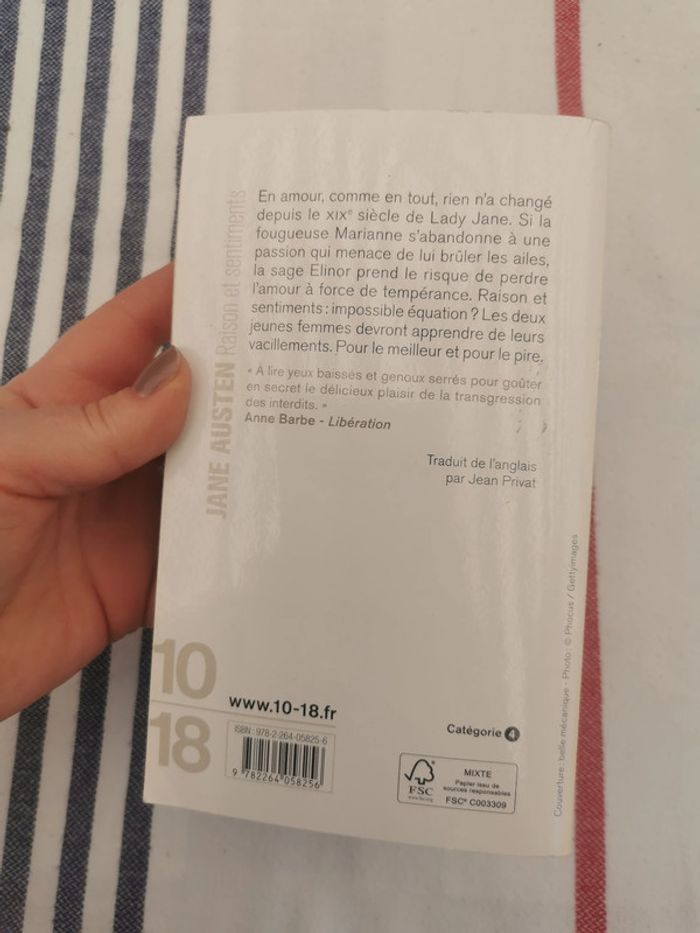 En amour, comme en tout, rien n'a changé
depuis le XIXᵉ siècle de Lady Jane. Si la
fougueuse Marianne s'abandonne à une
passion qui menace de lui brûler les ailes,
la sage Elinor prend le risque de perdre
l'amour à force de tempérance. Raison et
sentiments : impossible équation ? Les deux
jeunes femmes devront apprendre de leurs
vacillements. Pour le meilleur et pour le pire.
« À lire yeux baissés et genoux serrés pour goûter
en secret le délicieux plaisir de la transgression
des interdits. »
Anne Barbe - Libération
Traduit de l'anglais
par Jean Privat
JANE AUSTEN Raison et sentiments
10
18
www.10-18.fr
ISBN : 978-2-264-05825-6
9 782264 058256
Catégorie 4
FSC
www.fsc.org
MIXTE
Papier issu de
sources responsables
FSC® C003309
Couverture : belle mécanique - Photo : © Phocus / Gettyimages